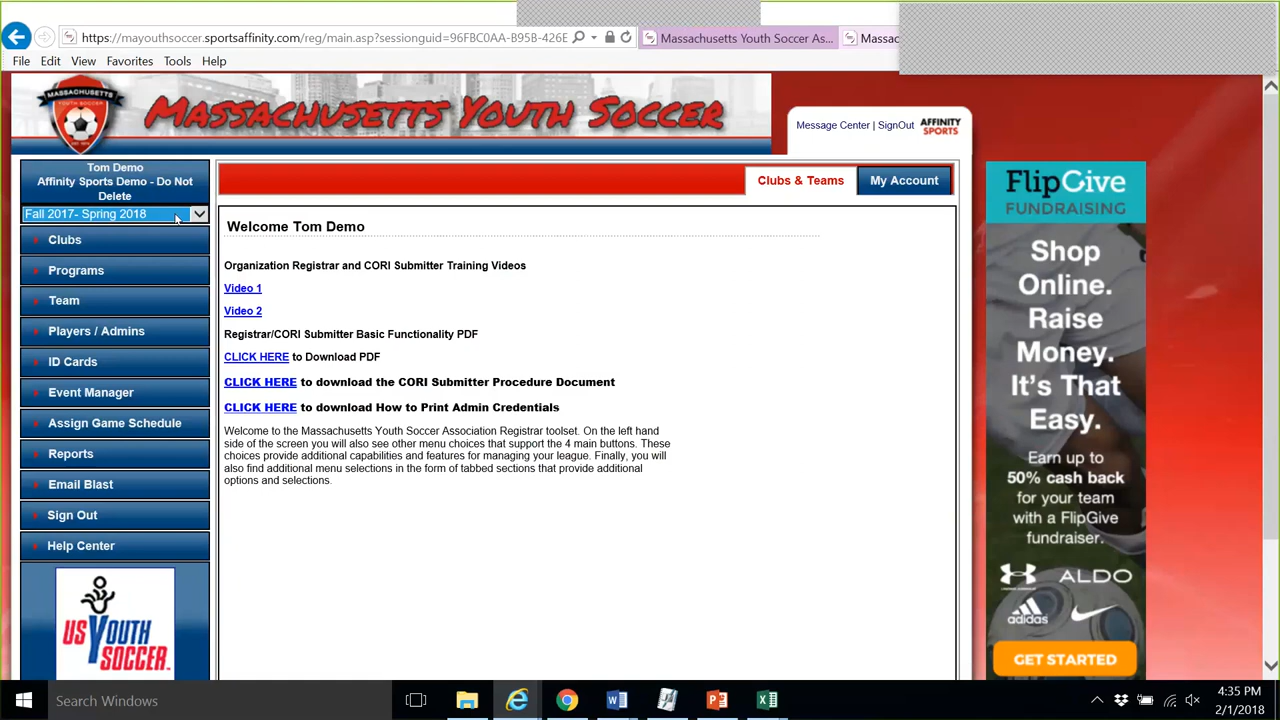 https://mayouthsoccer.sportsaffinity.com/reg/main.asp?sessionguid=96FBC0AA-B95B-426E
Massachusetts Youth Soccer As...
Massac
File Edit View Favorites Tools Help
MASSACHUSETTS
YOUTH SOCCER
Massachusetts Youth Soccer
Message Center | SignOut
AFFINITY
SPORTS
Tom Demo
Affinity Sports Demo - Do Not
Delete
Fall 2017- Spring 2018
Clubs
Programs
Team
Players / Admins
ID Cards
Event Manager
Assign Game Schedule
Reports
Email Blast
Sign Out
Help Center
US YOUTH
SOCCER
Clubs & Teams
My Account
Welcome Tom Demo
Organization Registrar and CORI Submitter Training Videos
Video 1
Video 2
Registrar/CORI Submitter Basic Functionality PDF
CLICK HERE to Download PDF
CLICK HERE to download the CORI Submitter Procedure Document
CLICK HERE to download How to Print Admin Credentials
Welcome to the Massachusetts Youth Soccer Association Registrar toolset. On the left hand
side of the screen you will also see other menu choices that support the 4 main buttons. These
choices provide additional capabilities and features for managing your league. Finally, you will
also find additional menu selections in the form of tabbed sections that provide additional
options and selections.
FlipGive
FUNDRAISING
Shop
Online.
Raise
Money.
It's That
Easy.
Earn up to
50% cash back
for your team
with a FlipGive
fundraiser.
ALDO
adidas
GET STARTED
Search Windows
4:35 PM
2/1/2018